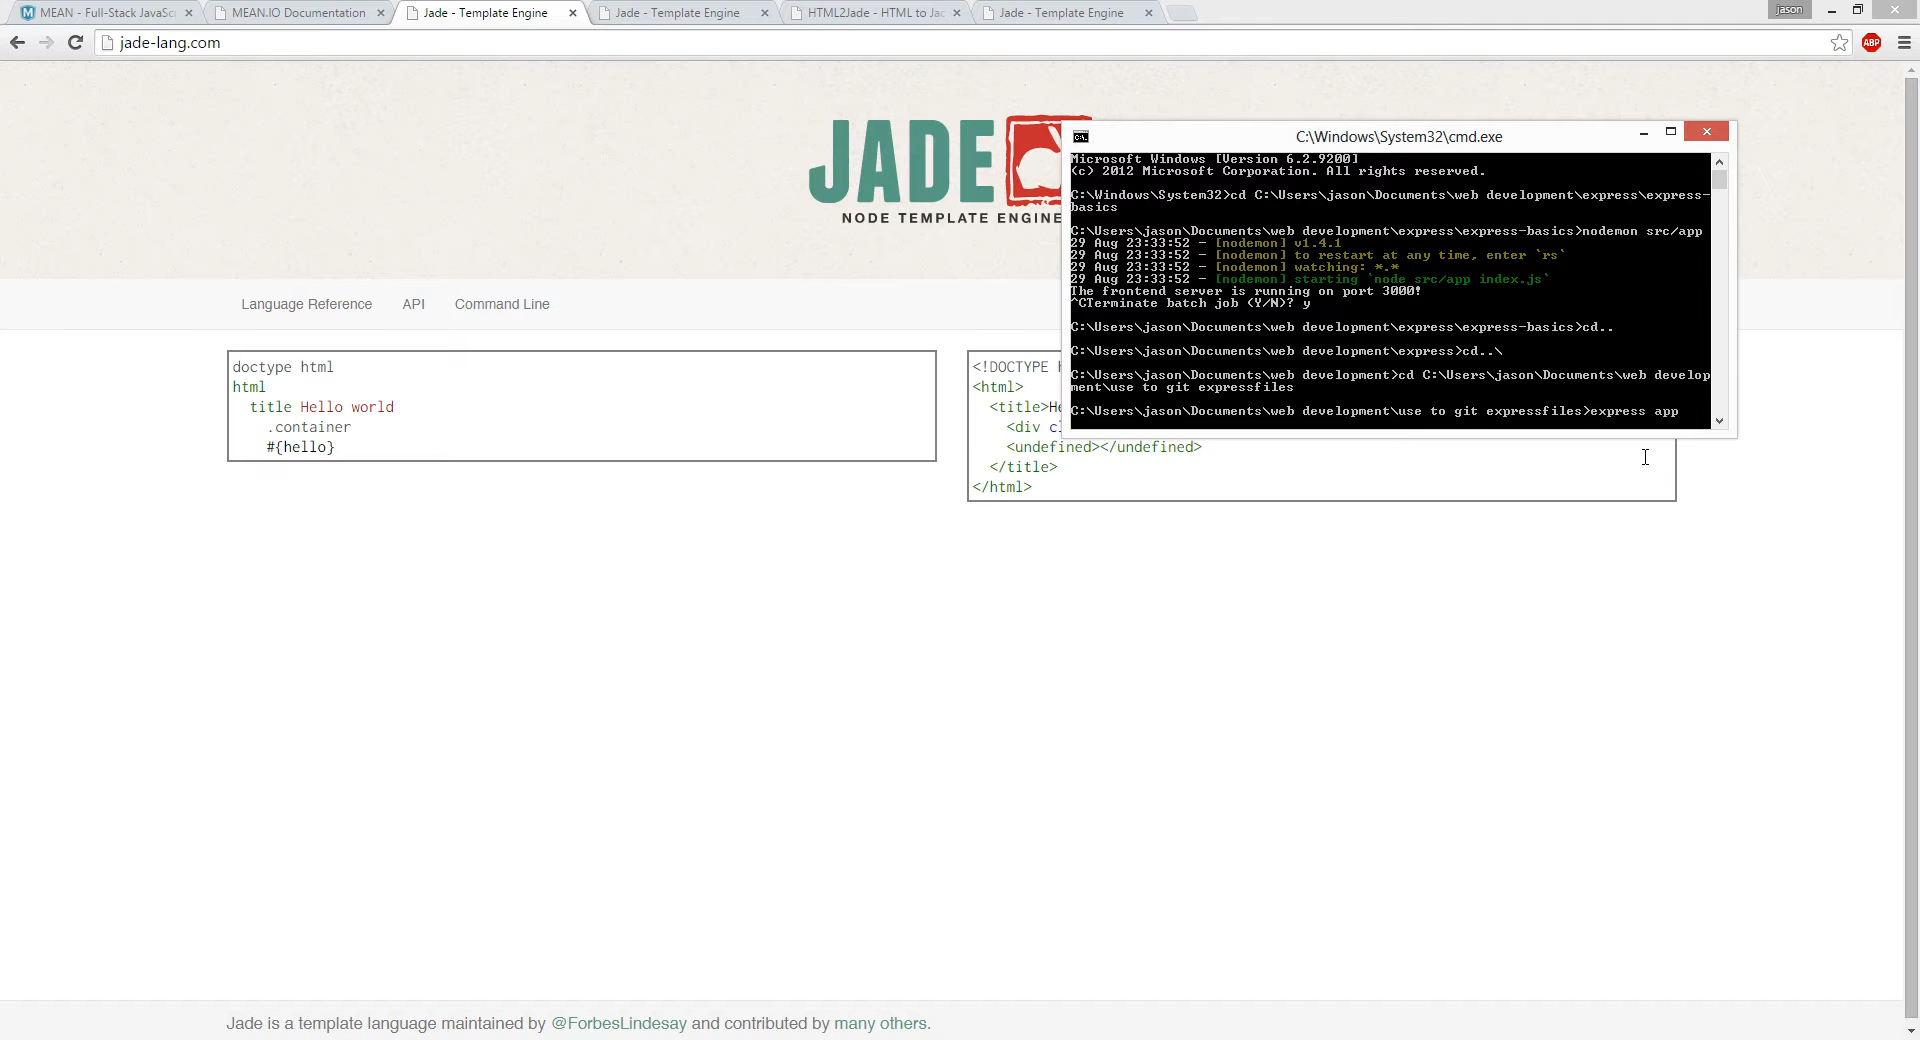 MEAN - Full-Stack JavaSc
MEAN.IO Documentation
Jade - Template Engine
Jade - Template Engine
HTML2Jade - HTML to Jac
Jade - Template Engine
jason
jade-lang.com
ABP
JADE
NODE TEMPLATE ENGINE
Language Reference
API
Command Line
doctype html
html
title Hello world
.container
#{hello}
<!DOCTYPE h
<html>
<title>He
<div cl
<undefined></undefined>
</title>
</html>
C:\Windows\System32\cmd.exe
Microsoft Windows [Version 6.2.9200]
(c) 2012 Microsoft Corporation. All rights reserved.
C:\Windows\System32>cd C:\Users\jason\Documents\web development\express\express-
basics
C:\Users\jason\Documents\web development\express\express-basics>nodemon src/app
29 Aug 23:33:52 - [nodemon] v1.4.1
29 Aug 23:33:52 - [nodemon] to restart at any time, enter `rs`
29 Aug 23:33:52 - [nodemon] watching: *.*
29 Aug 23:33:52 - [nodemon] starting `node src/app index.js`
The frontend server is running on port 3000!
^CTerminate batch job (Y/N)? y
C:\Users\jason\Documents\web development\express\express-basics>cd..
C:\Users\jason\Documents\web development\express>cd..\
C:\Users\jason\Documents\web development>cd C:\Users\jason\Documents\web develop
ment\use to git expressfiles
C:\Users\jason\Documents\web development\use to git expressfiles>express app
Jade is a template language maintained by @ForbesLindesay and contributed by many others.